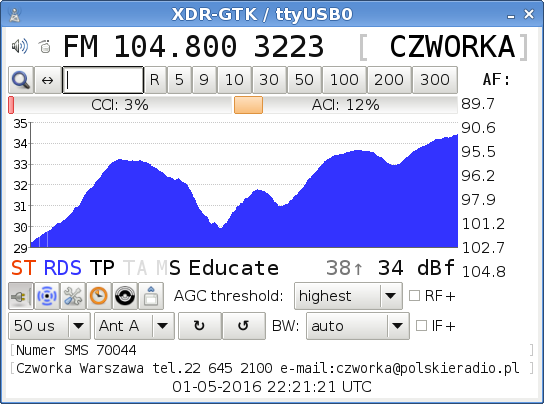 XDR-GTK / ttyUSB0
FM 104.800 3223 [ CZWORKA]
↔ R 5 9 10 30 50 100 200 300 AF:
CCI: 3% ACI: 12% 89.7
35 90.6
34 95.5
33 96.2
32 97.9
31 101.2
30 102.7
29 104.8
ST RDS TP TA MS Educate 38↑ 34 dBf
AGC threshold: highest RF+
50 us Ant A ↻ ↺ BW: auto IF+
[Numer SMS 70044 ]
[Czworka Warszawa tel.22 645 2100 e-mail:czworka@polskieradio.pl ]
01-05-2016 22:21:21 UTC